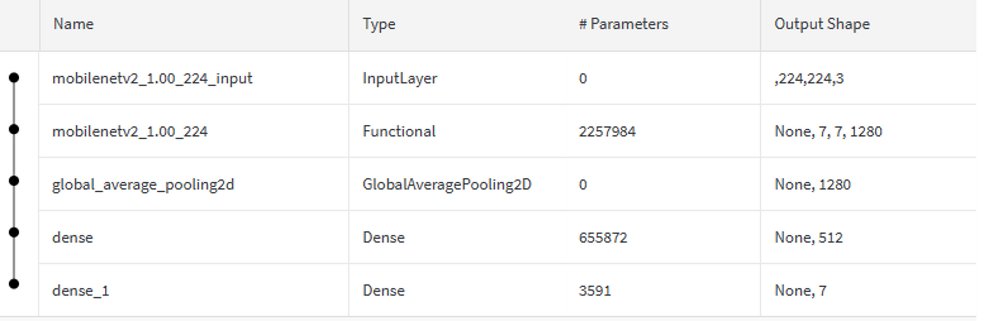 Name Type # Parameters Output Shape
mobilenetv2_1.00_224_input InputLayer 0 ,224,224,3
mobilenetv2_1.00_224 Functional 2257984 None, 7, 7, 1280
global_average_pooling2d GlobalAveragePooling2D 0 None, 1280
dense Dense 655872 None, 512
dense_1 Dense 3591 None, 7